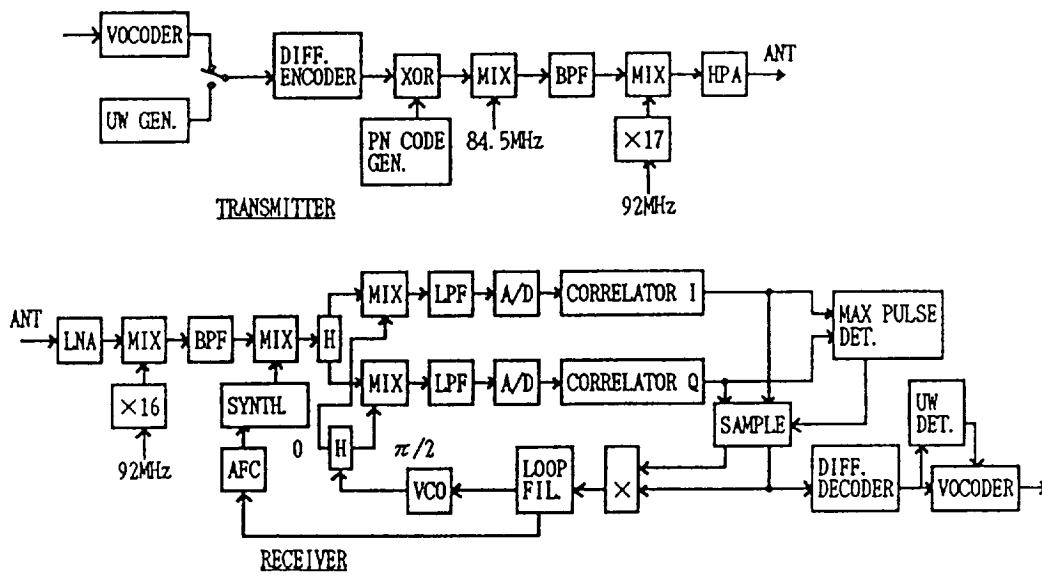 VOCODER
UW GEN.
DIFF.
ENCODER
XOR
PN CODE
GEN.
MIX
84.5MHz
BPF
MIX
×17
92MHz
HPA
ANT
TRANSMITTER
ANT
LNA
MIX
×16
92MHz
BPF
MIX
SYNTH.
AFC
H
MIX
LPF
A/D
CORRELATOR I
MIX
LPF
A/D
CORRELATOR Q
MAX PULSE
DET.
SAMPLE
0
H
π/2
VCO
LOOP
FIL.
×
DIFF.
DECODER
UW
DET.
VOCODER
RECEIVER